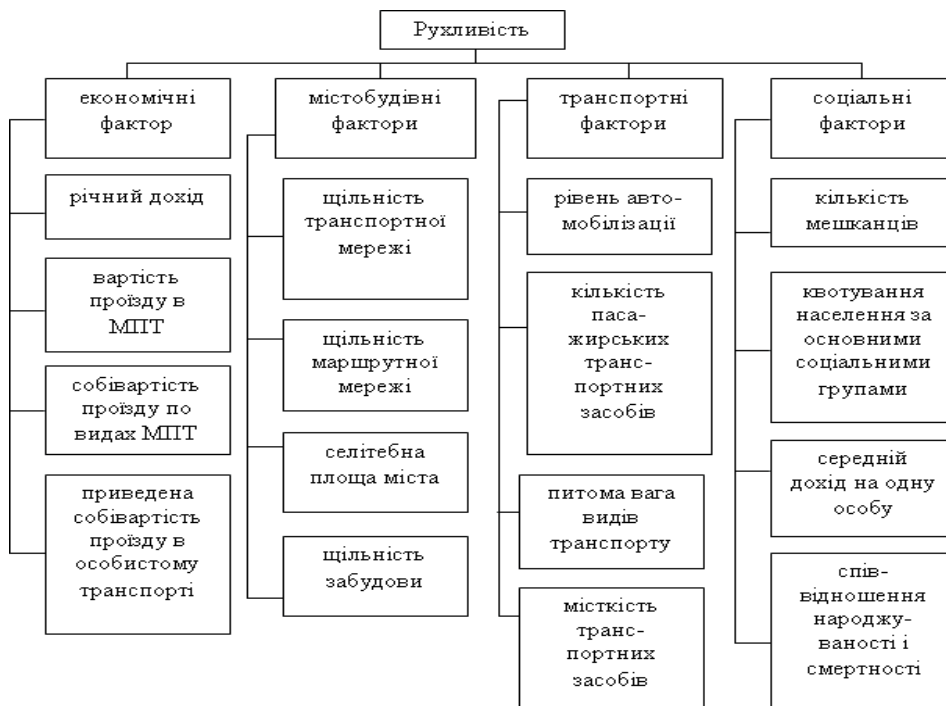 Рухливість
економічні
фактор
річний дохід
вартість
проїзду в
МПТ
собівартість
проїзду по
видах МПТ
приведена
собівартість
проїзду в
особистому
транспорті
містобудівні
фактори
щільність
транспортної
мережі
щільність
маршрутної
мережі
селітебна
площа міста
щільність
забудови
транспортні
фактори
рівень авто-
мобілізації
кількість
паса-
жирських
транс-
портних
засобів
питома вага
видів
транспорту
місткість
транс-
портних
засобів
соціальні
фактори
кількість
мешканців
квотування
населення за
основними
соціальними
групами
середній
дохід на одну
особу
спів-
відношення
народжу-
ваності і
смертності